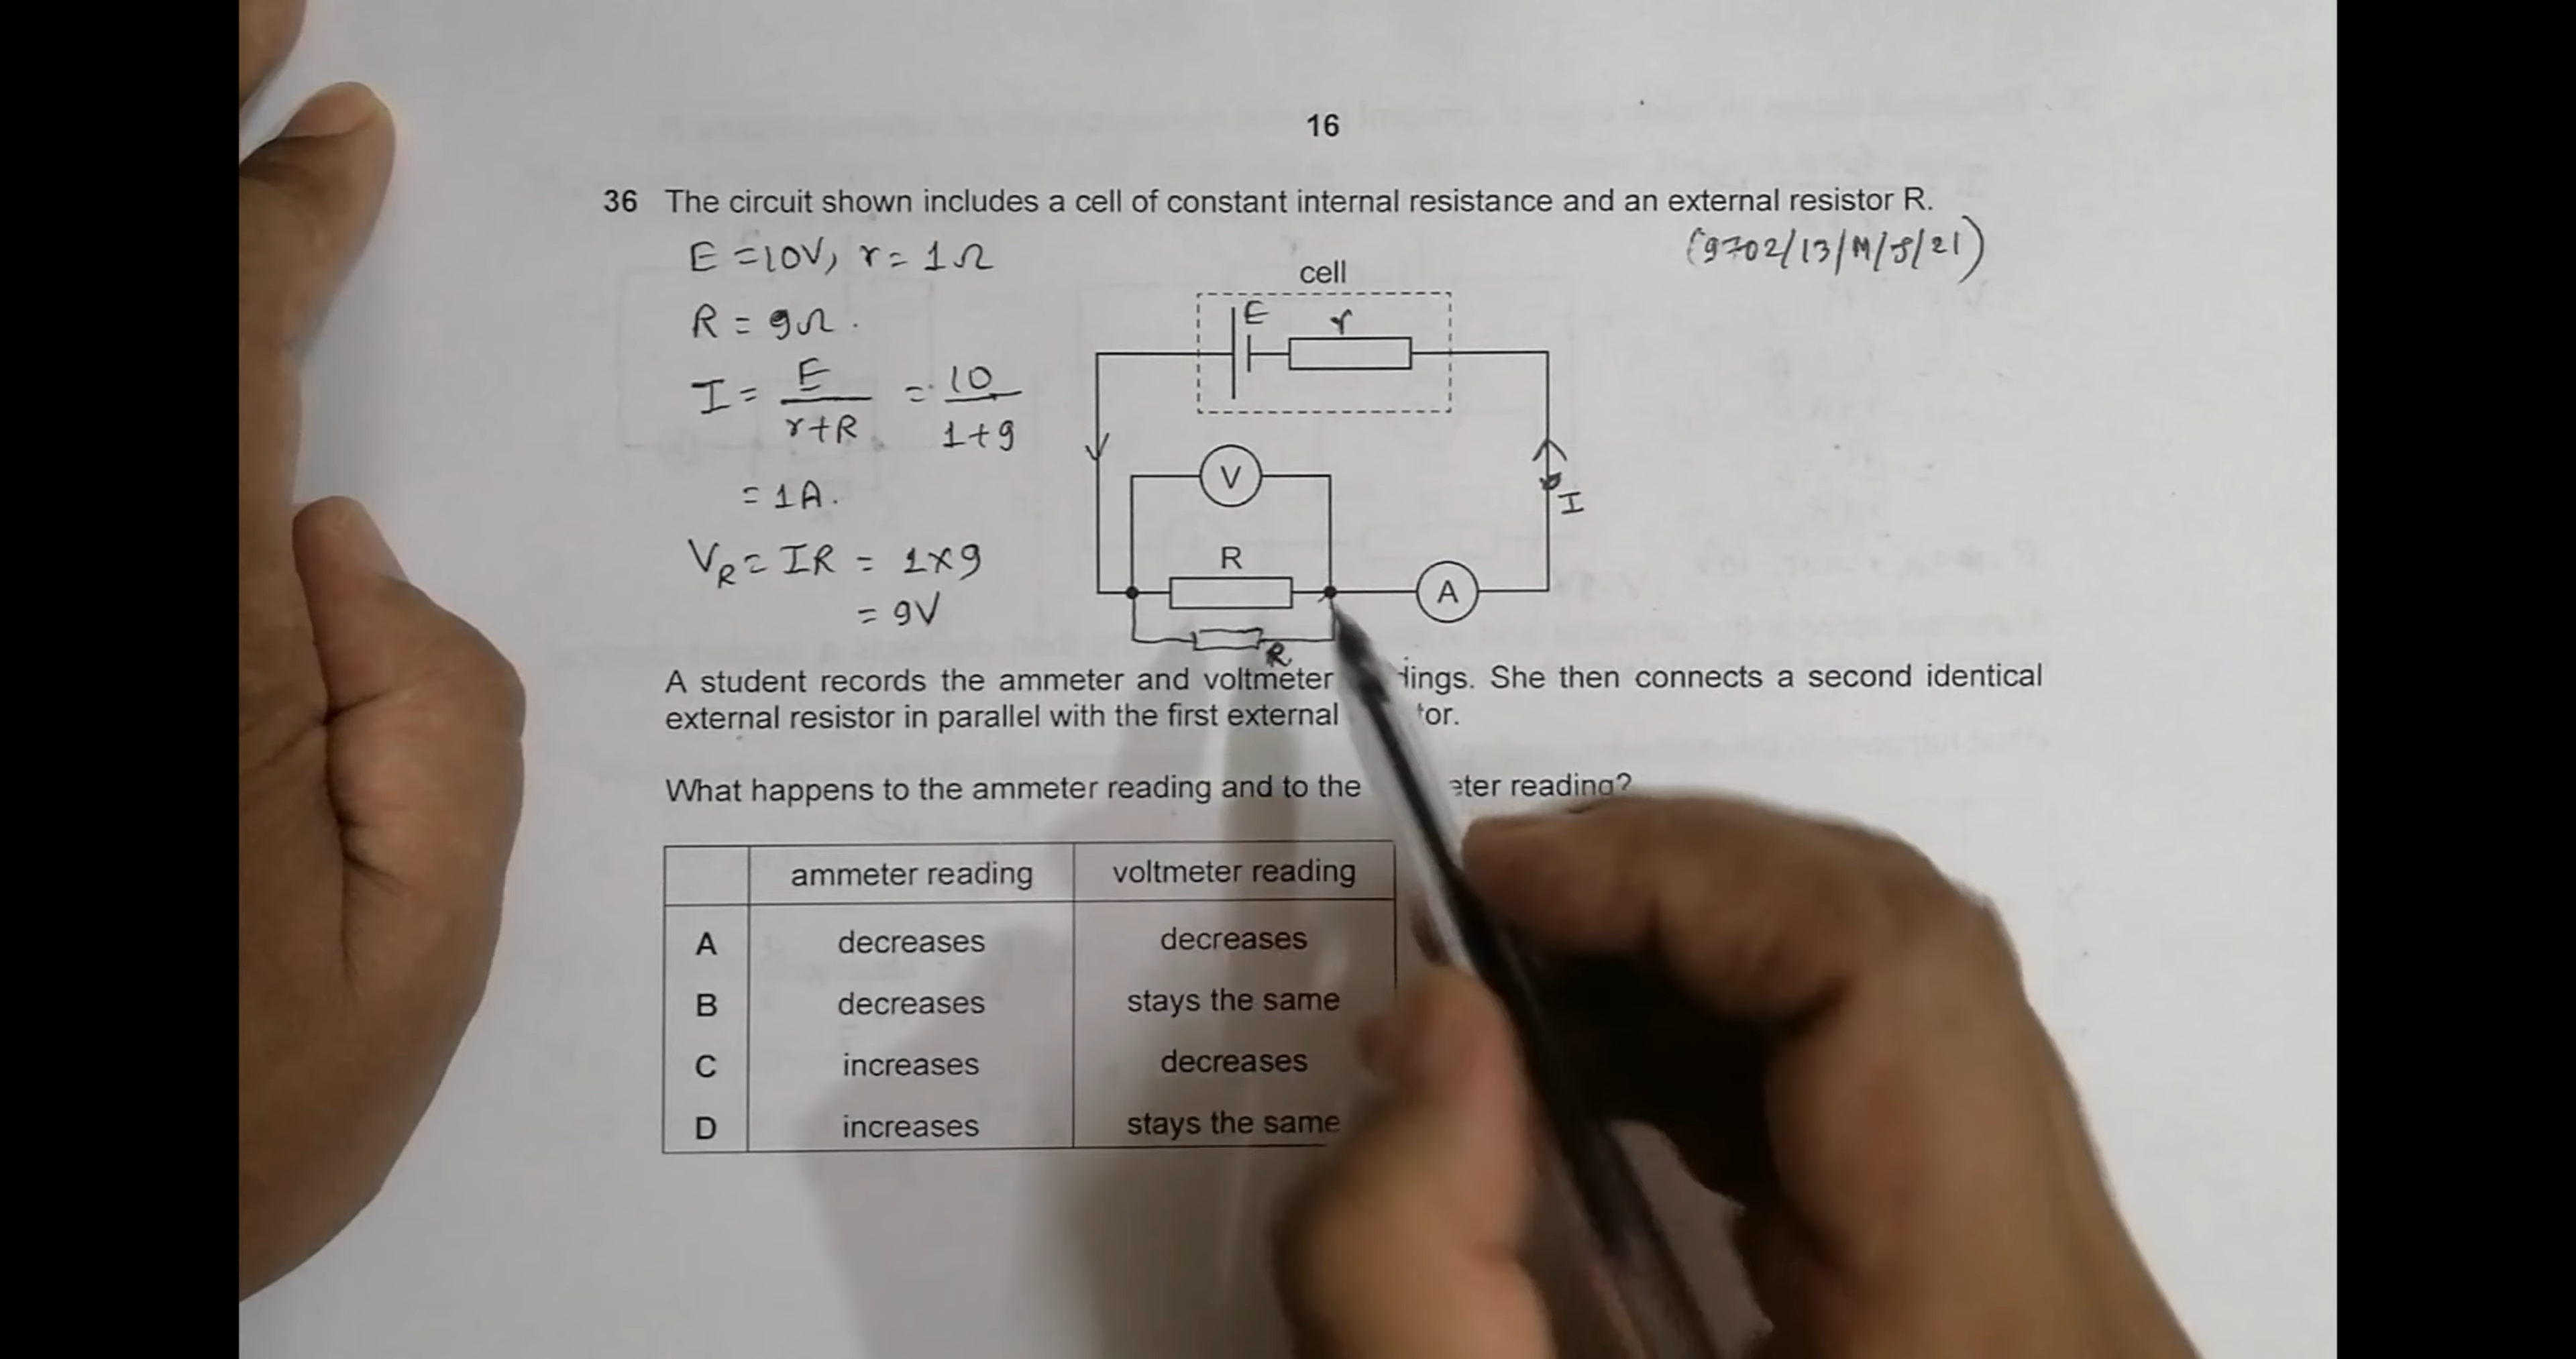 16
36 The circuit shown includes a cell of constant internal resistance and an external resistor R.
(9702/13/M/J/21)
E = 10V, r = 1Ω
R = 9Ω.
I = E/r+R = 10/1+9
= 1A.
V_R = IR = 1×9
= 9V
cell
E r
V
I
R
A
R
A student records the ammeter and voltmeter dings. She then connects a second identical
external resistor in parallel with the first external tor.
What happens to the ammeter reading and to the eter reading?
ammeter reading voltmeter reading
A decreases decreases
B decreases stays the same
C increases decreases
D increases stays the same